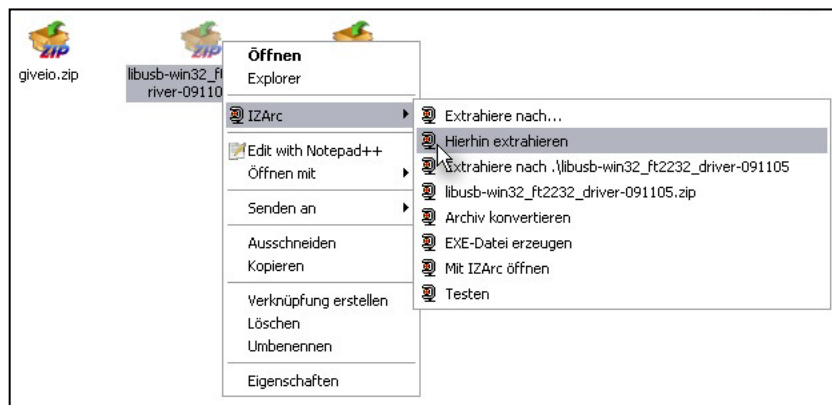 ZIP
ZIP
giveio.zip
libusb-win32_ft
river-09110
Öffnen
Explorer
IZArc
Edit with Notepad++
Öffnen mit
Senden an
Ausschneiden
Kopieren
Verknüpfung erstellen
Löschen
Umbenennen
Eigenschaften
Extrahiere nach...
Hierhin extrahieren
Extrahiere nach .\libusb-win32_ft2232_driver-091105
libusb-win32_ft2232_driver-091105.zip
Archiv konvertieren
EXE-Datei erzeugen
Mit IZArc öffnen
Testen